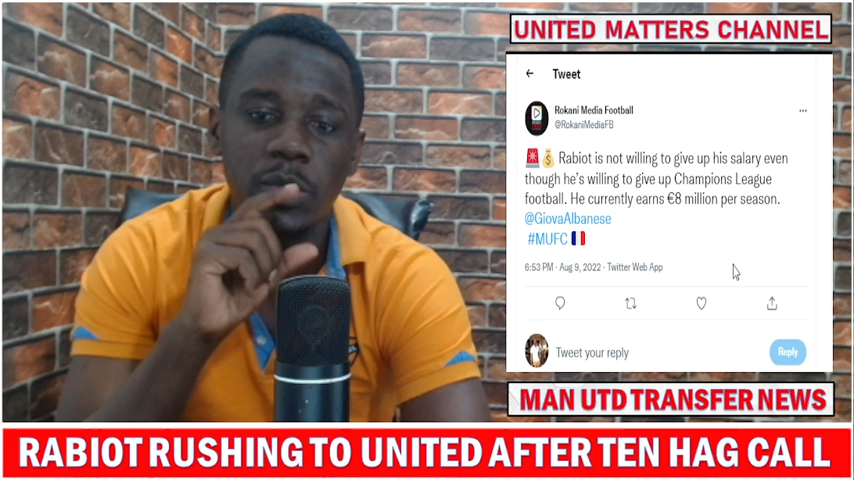 UNITED MATTERS CHANNEL
Tweet
Rokani Media Football
@RokaniMediaFB
Rabiot is not willing to give up his salary even
though he's willing to give up Champions League
football. He currently earns €8 million per season.
@GiovaAlbanese
#MUFC
6:53 PM · Aug 9, 2022 · Twitter Web App
Tweet your reply
Reply
MAN UTD TRANSFER NEWS
RABIOT RUSHING TO UNITED AFTER TEN HAG CALL